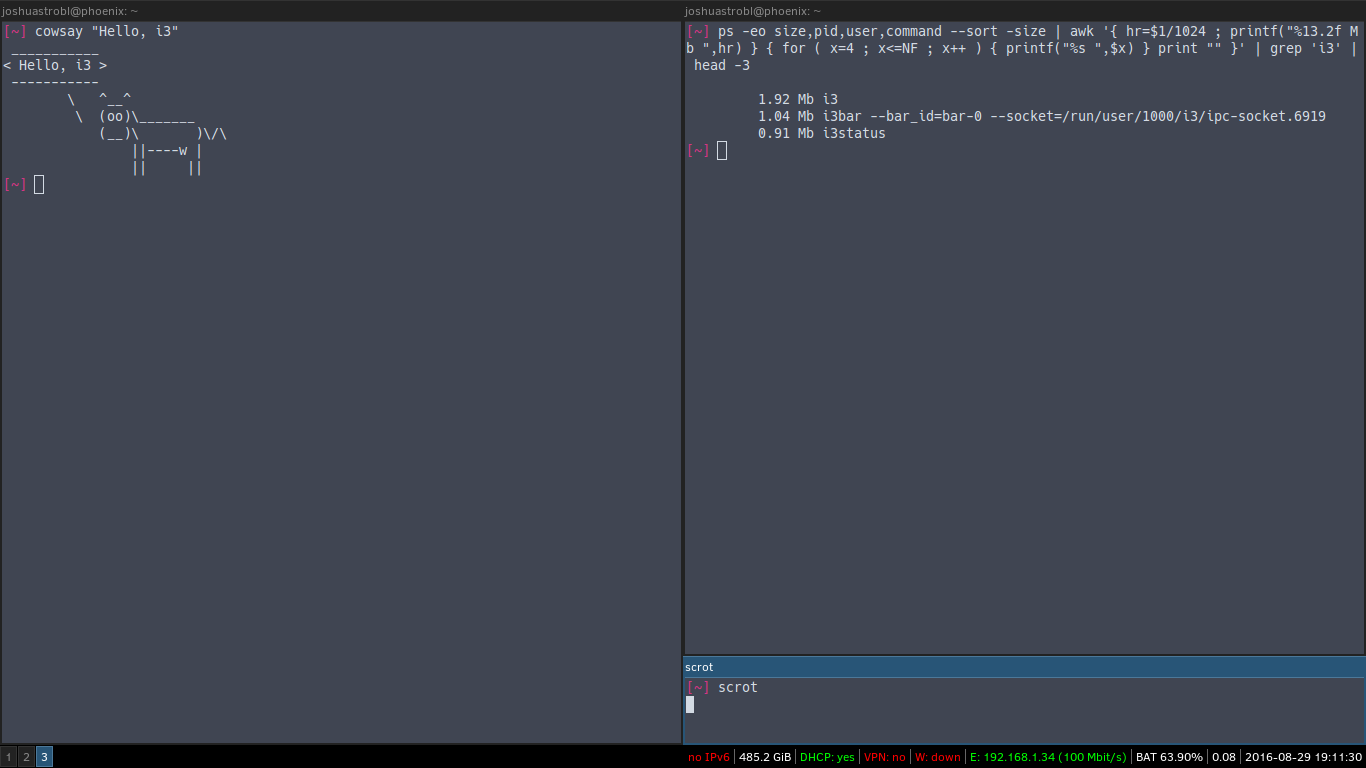 joshuastrobl@phoenix: ~
[~] cowsay "Hello, i3"
 ___________
< Hello, i3 >
 -----------
        \   ^__^
         \  (oo)\_______
            (__)\       )\/\
                ||----w |
                ||     ||
[~]
joshuastrobl@phoenix: ~
[~] ps -eo size,pid,user,command --sort -size | awk '{ hr=$1/1024 ; printf("%13.2f M
b ",hr) } { for ( x=4 ; x<=NF ; x++ ) { printf("%s ",$x) } print "" }' | grep 'i3' |
 head -3
1.92 Mb i3
1.04 Mb i3bar --bar_id=bar-0 --socket=/run/user/1000/i3/ipc-socket.6919
0.91 Mb i3status
[~]
scrot
[~] scrot
1 2 3 no IPv6 | 485.2 GiB | DHCP: yes | VPN: no | W: down | E: 192.168.1.34 (100 Mbit/s) | BAT 63.90% | 0.08 | 2016-08-29 19:11:30